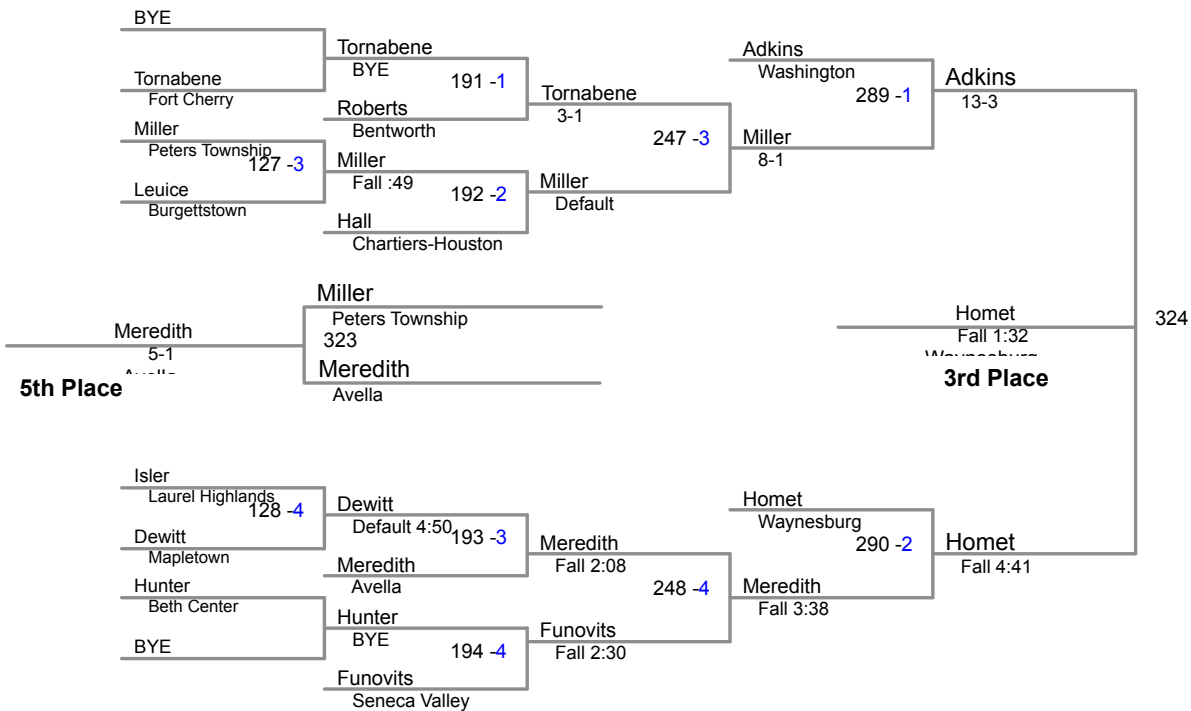 BYE
Tornabene
Fort Cherry
Miller
Peters Township
127 -3
Leuice
Burgettstown
Tornabene
BYE
191 -1
Roberts
Bentworth
Miller
Fall :49
192 -2
Hall
Chartiers-Houston
Tornabene
3-1
247 -3
Miller
Default
Adkins
Washington
289 -1
Miller
8-1
Adkins
13-3
Miller
Peters Township
323
Meredith
Avella
Meredith
5-1
5th Place
Homet
Fall 1:32
Waynesburg
3rd Place
324
Isler
Laurel Highlands
128 -4
Dewitt
Mapletown
Hunter
Beth Center
BYE
Dewitt
Default 4:50
193 -3
Meredith
Avella
Hunter
BYE
194 -4
Funovits
Seneca Valley
Meredith
Fall 2:08
248 -4
Funovits
Fall 2:30
Homet
Waynesburg
290 -2
Meredith
Fall 3:38
Homet
Fall 4:41